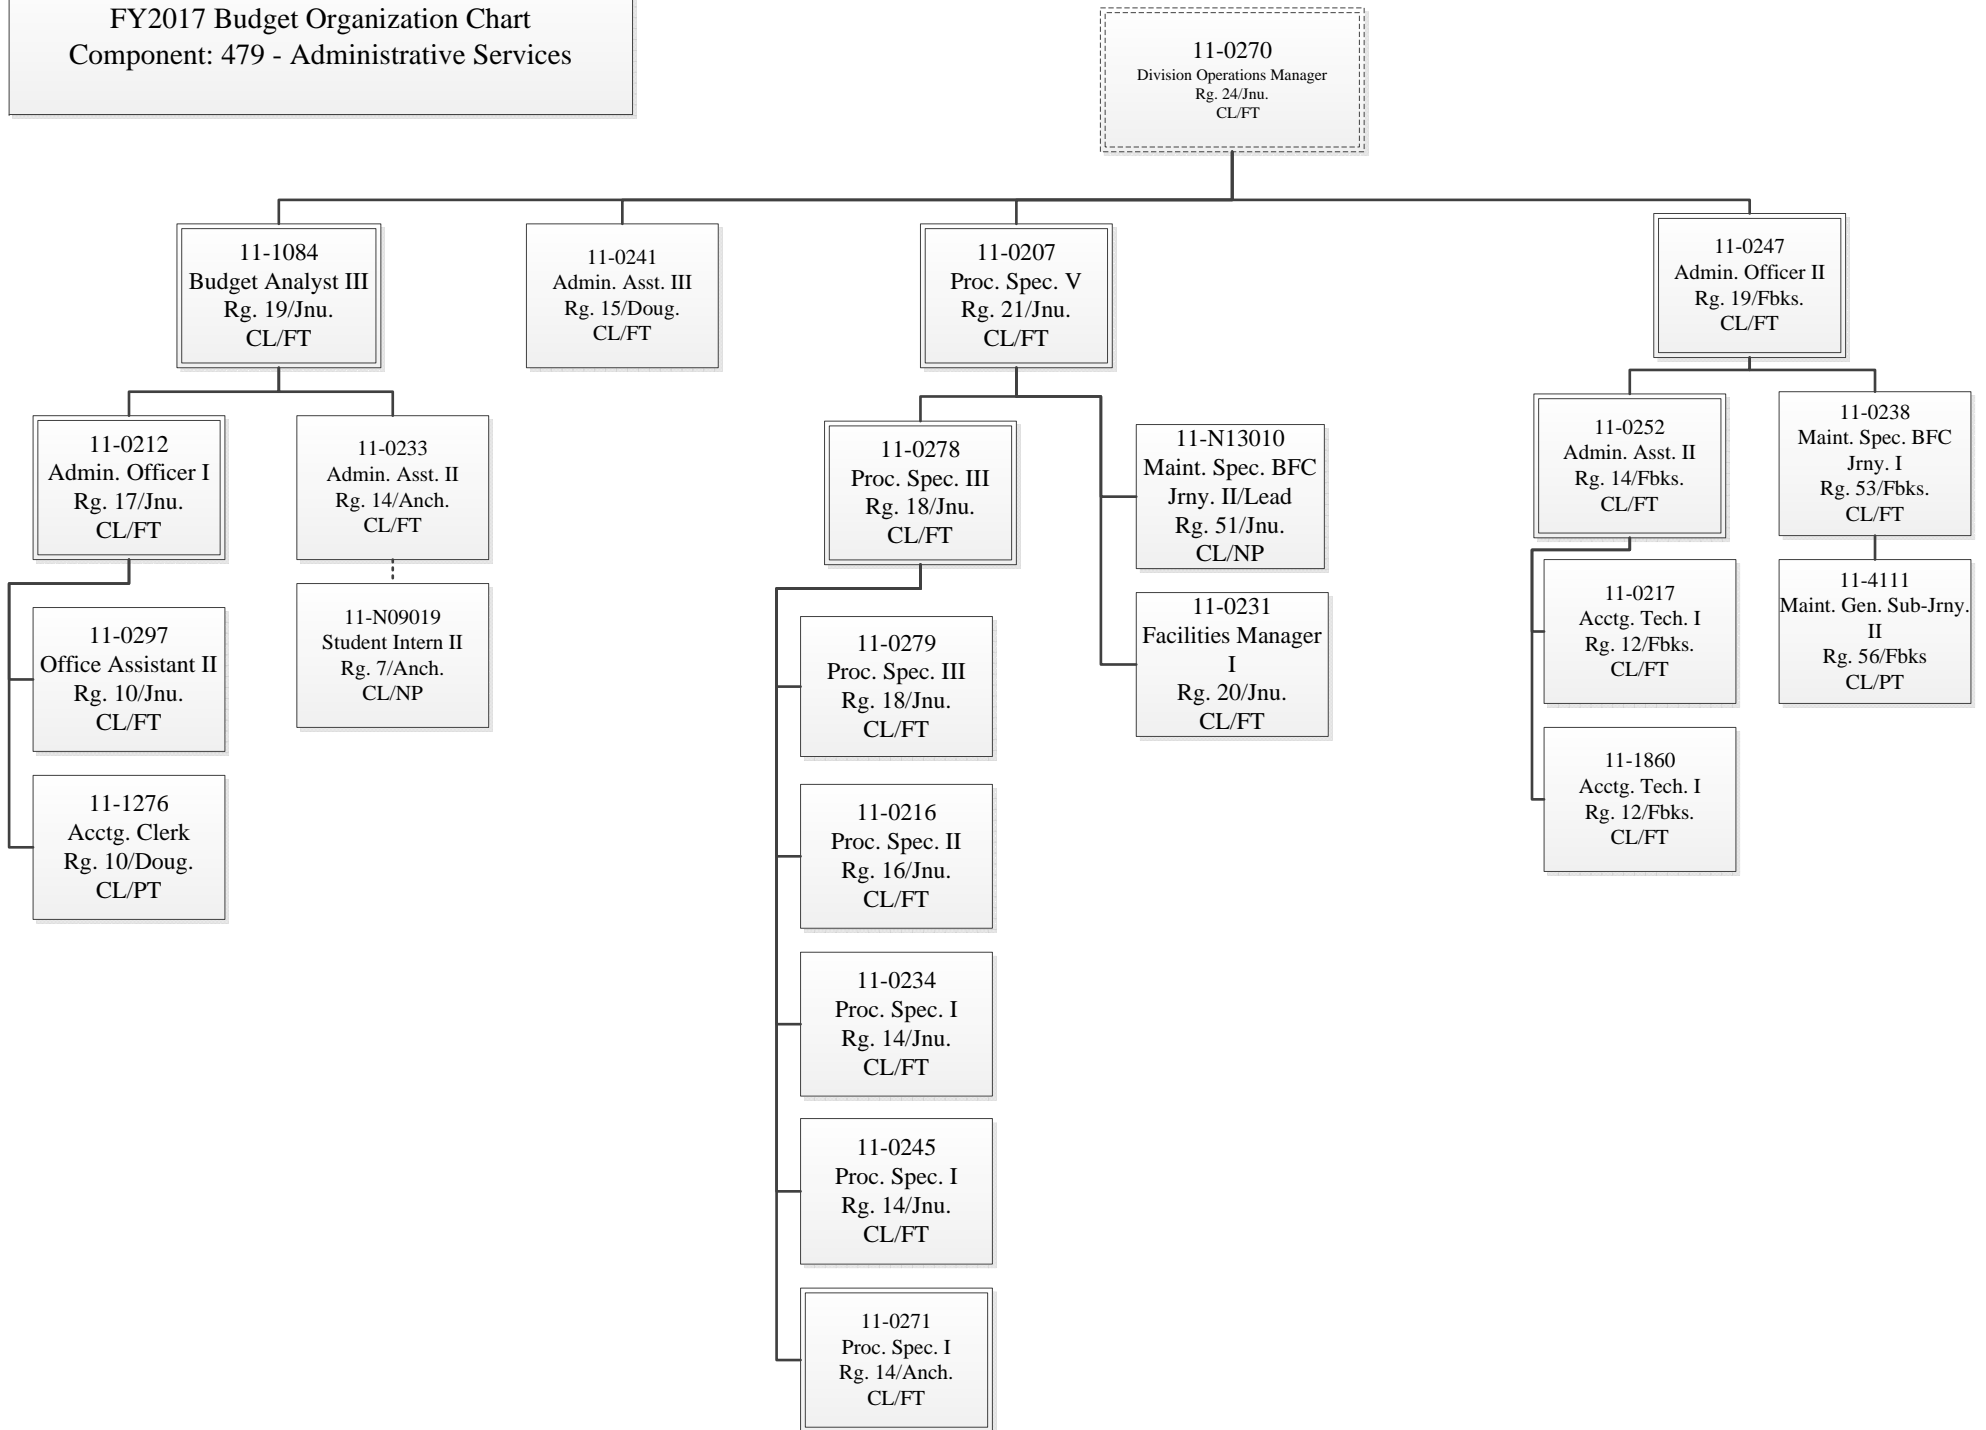 FY2017 Budget Organization Chart
Component: 479 - Administrative Services
11-0270
Division Operations Manager
Rg. 24/Jnu.
CL/FT
11-1084
Budget Analyst III
Rg. 19/Jnu.
CL/FT
11-0241
Admin. Asst. III
Rg. 15/Doug.
CL/FT
11-0207
Proc. Spec. V
Rg. 21/Jnu.
CL/FT
11-0247
Admin. Officer II
Rg. 19/Fbks.
CL/FT
11-0212
Admin. Officer I
Rg. 17/Jnu.
CL/FT
11-0233
Admin. Asst. II
Rg. 14/Anch.
CL/FT
11-0278
Proc. Spec. III
Rg. 18/Jnu.
CL/FT
11-N13010
Maint. Spec. BFC
Jrny. II/Lead
Rg. 51/Jnu.
CL/NP
11-0252
Admin. Asst. II
Rg. 14/Fbks.
CL/FT
11-0238
Maint. Spec. BFC
Jrny. I
Rg. 53/Fbks.
CL/FT
11-0297
Office Assistant II
Rg. 10/Jnu.
CL/FT
11-N09019
Student Intern II
Rg. 7/Anch.
CL/NP
11-0279
Proc. Spec. III
Rg. 18/Jnu.
CL/FT
11-0231
Facilities Manager
I
Rg. 20/Jnu.
CL/FT
11-0217
Acctg. Tech. I
Rg. 12/Fbks.
CL/FT
11-4111
Maint. Gen. Sub-Jrny.
II
Rg. 56/Fbks
CL/PT
11-1276
Acctg. Clerk
Rg. 10/Doug.
CL/PT
11-0216
Proc. Spec. II
Rg. 16/Jnu.
CL/FT
11-1860
Acctg. Tech. I
Rg. 12/Fbks.
CL/FT
11-0234
Proc. Spec. I
Rg. 14/Jnu.
CL/FT
11-0245
Proc. Spec. I
Rg. 14/Jnu.
CL/FT
11-0271
Proc. Spec. I
Rg. 14/Anch.
CL/FT